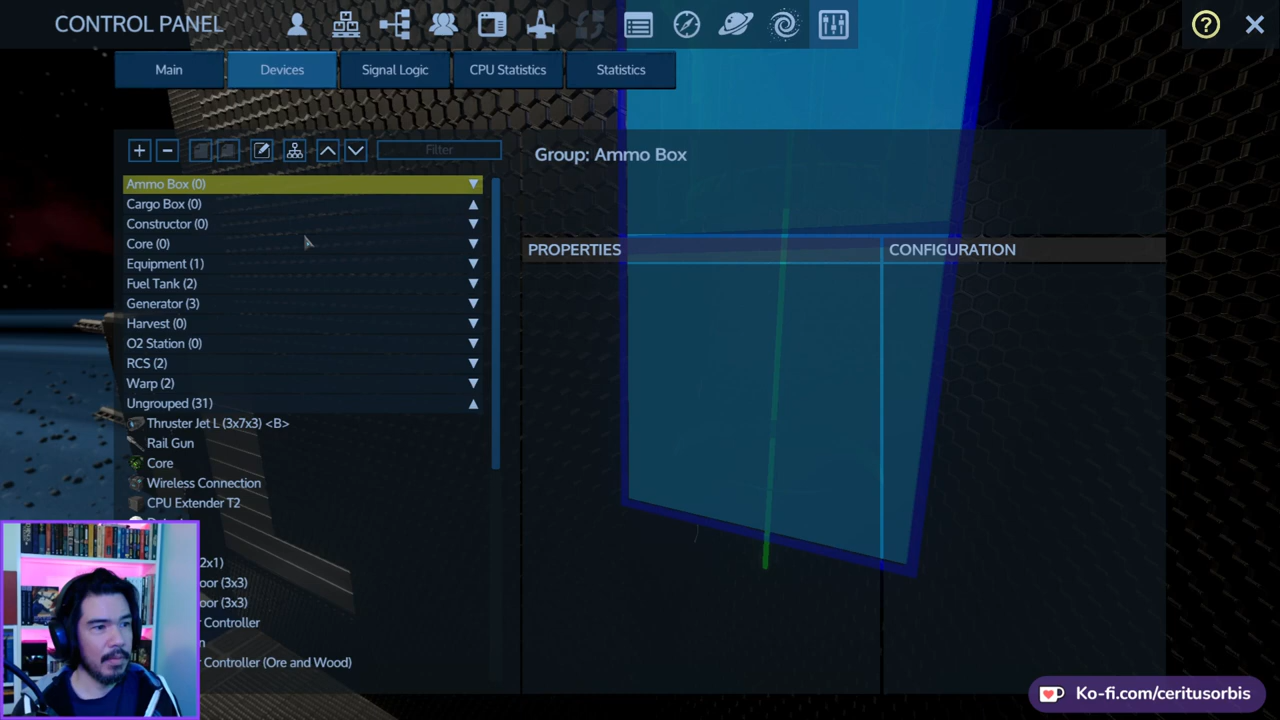 CONTROL PANEL
Main
Devices
Signal Logic
CPU Statistics
Statistics
Filter
Ammo Box (0)
Cargo Box (0)
Constructor (0)
Core (0)
Equipment (1)
Fuel Tank (2)
Generator (3)
Harvest (0)
O2 Station (0)
RCS (2)
Warp (2)
Ungrouped (31)
Thruster Jet L (3x7x3) <B>
Rail Gun
Core
Wireless Connection
CPU Extender T2
2x1)
oor (3x3)
oor (3x3)
Controller
n
Controller (Ore and Wood)
Group: Ammo Box
PROPERTIES
CONFIGURATION
Ko-fi.com/ceritusorbis